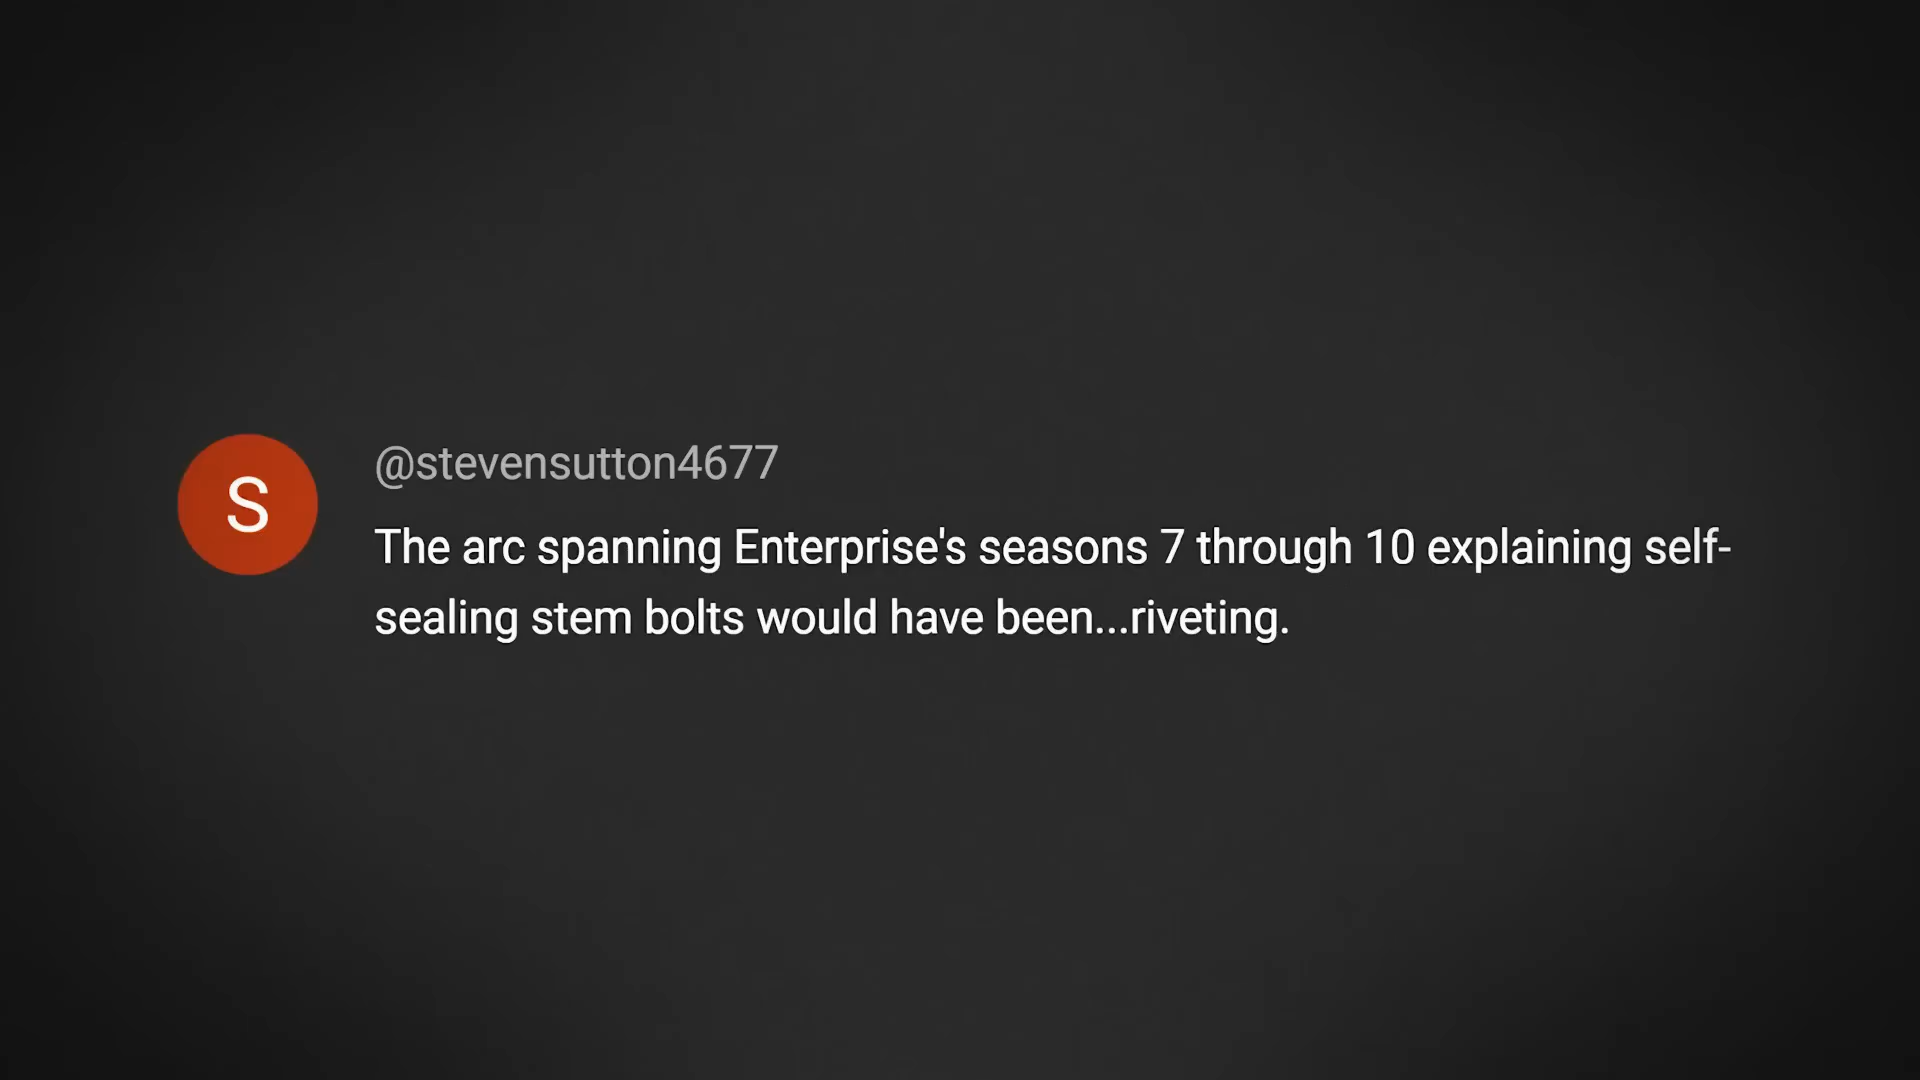 S
@stevensutton4677
The arc spanning Enterprise's seasons 7 through 10 explaining self-
sealing stem bolts would have been...riveting.